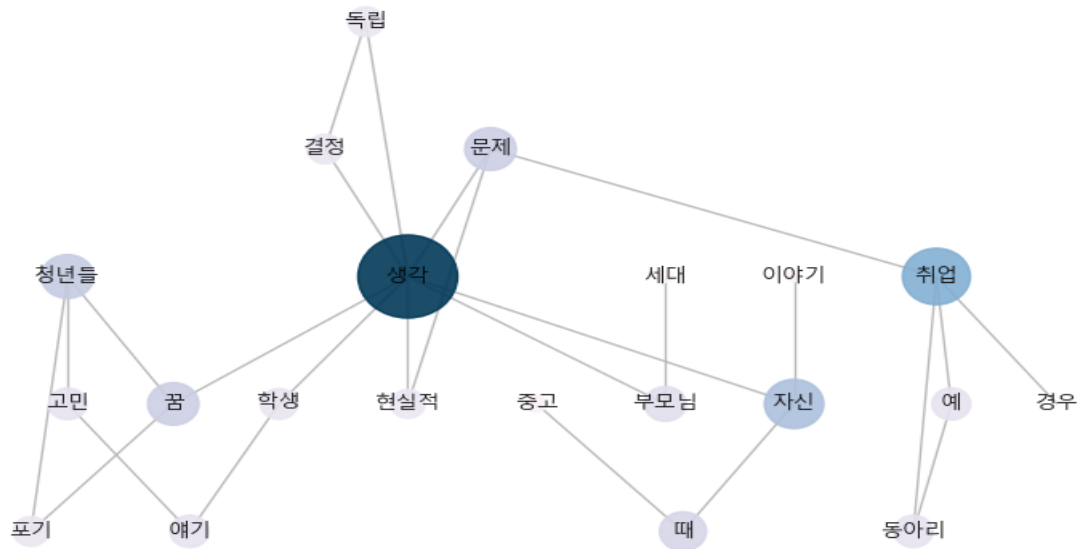 독립
결정
문제
청년들
생각
세대
이야기
취업
고민
꿈
학생
현실적
중고
부모님
자신
예
경우
포기
얘기
때
동아리